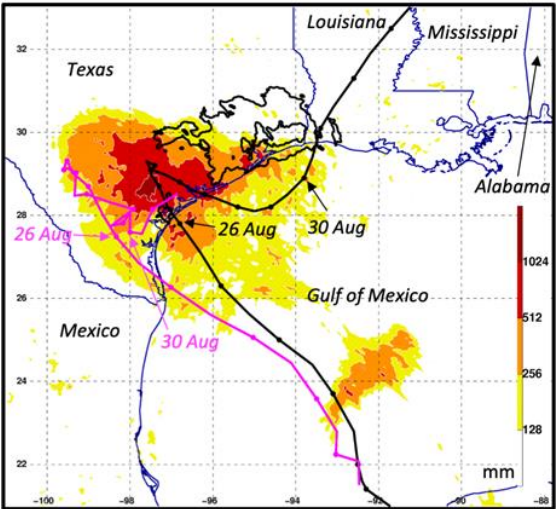 Louisiana
Mississippi
32
Texas
30
Alabama
28
26 Aug
26 Aug
30 Aug
1024
26
Gulf of Mexico
512
Mexico
30 Aug
24
256
128
22
mm
-100
-98
-96
-94
-92
-90
-88